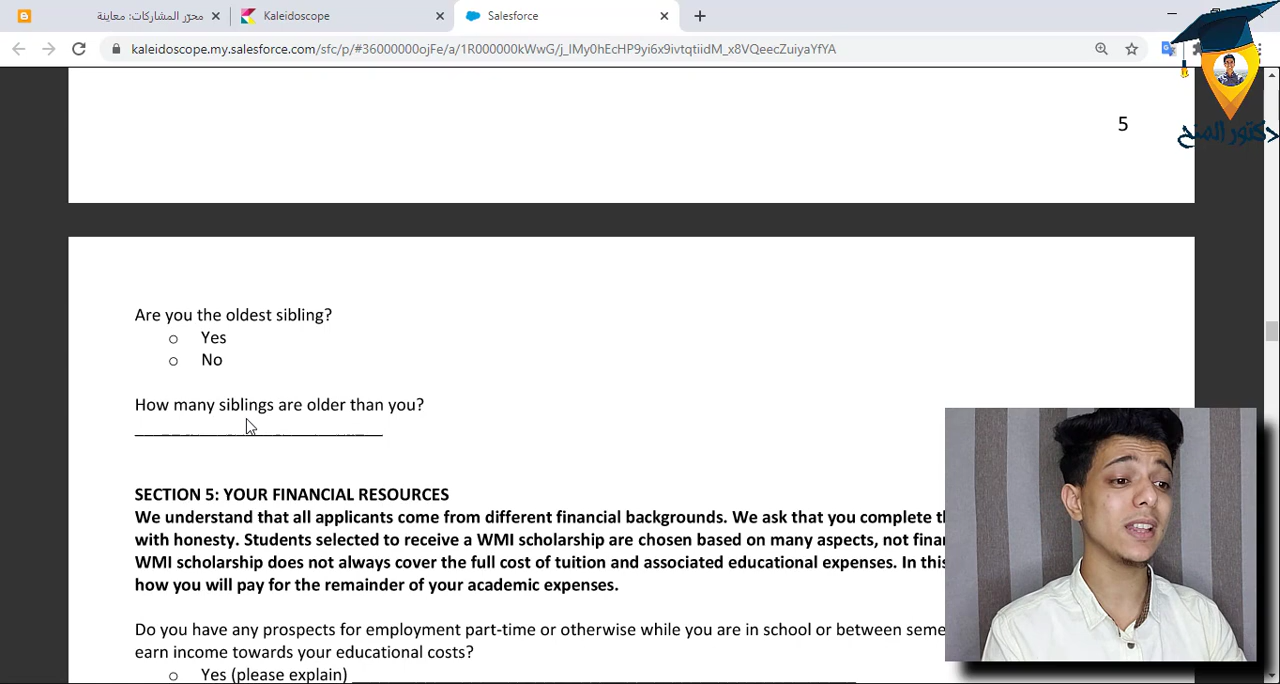 محرّر المشاركات: معاينة
Kaleidoscope
Salesforce
kaleidoscope.my.salesforce.com/sfc/p/#36000000ojFe/a/1R000000kWwG/j_IMy0hEcHP9yi6x9ivtqtiidM_x8VQeecZuiyaYfYA
دكتور المنح
5
Are you the oldest sibling?
o Yes
o No
How many siblings are older than you?
SECTION 5: YOUR FINANCIAL RESOURCES
We understand that all applicants come from different financial backgrounds. We ask that you complete
with honesty. Students selected to receive a WMI scholarship are chosen based on many aspects, not
WMI scholarship does not always cover the full cost of tuition and associated educational expenses. In this
how you will pay for the remainder of your academic expenses.
Do you have any prospects for employment part-time or otherwise while you are in school or between
earn income towards your educational costs?
o Yes (please explain)